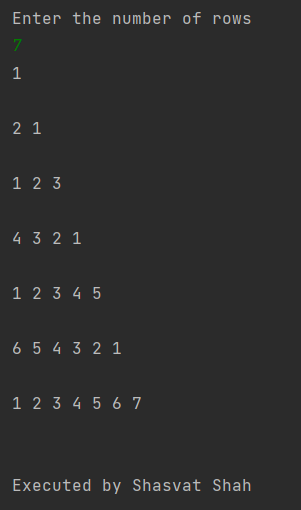 Enter the number of rows
7
1
2 1
1 2 3
4 3 2 1
1 2 3 4 5
6 5 4 3 2 1
1 2 3 4 5 6 7
Executed by Shasvat Shah